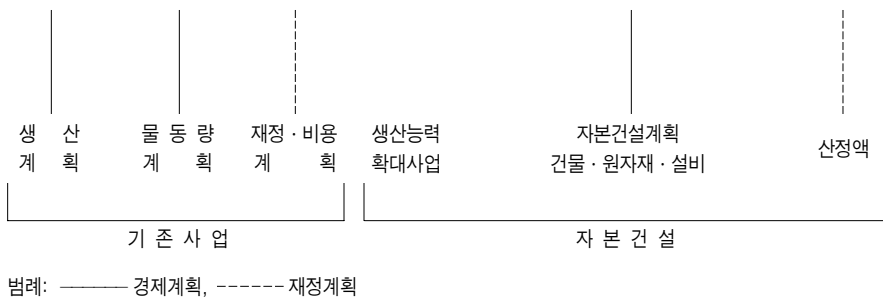 생 산 물 동 량 재정 · 비용 생산능력 자본건설계획 산정액
계 획 계 획 계 획 확대사업 건물 · 원자재 · 설비
기 존 사 업 자 본 건 설
범례: ——— 경제계획, ------ 재정계획